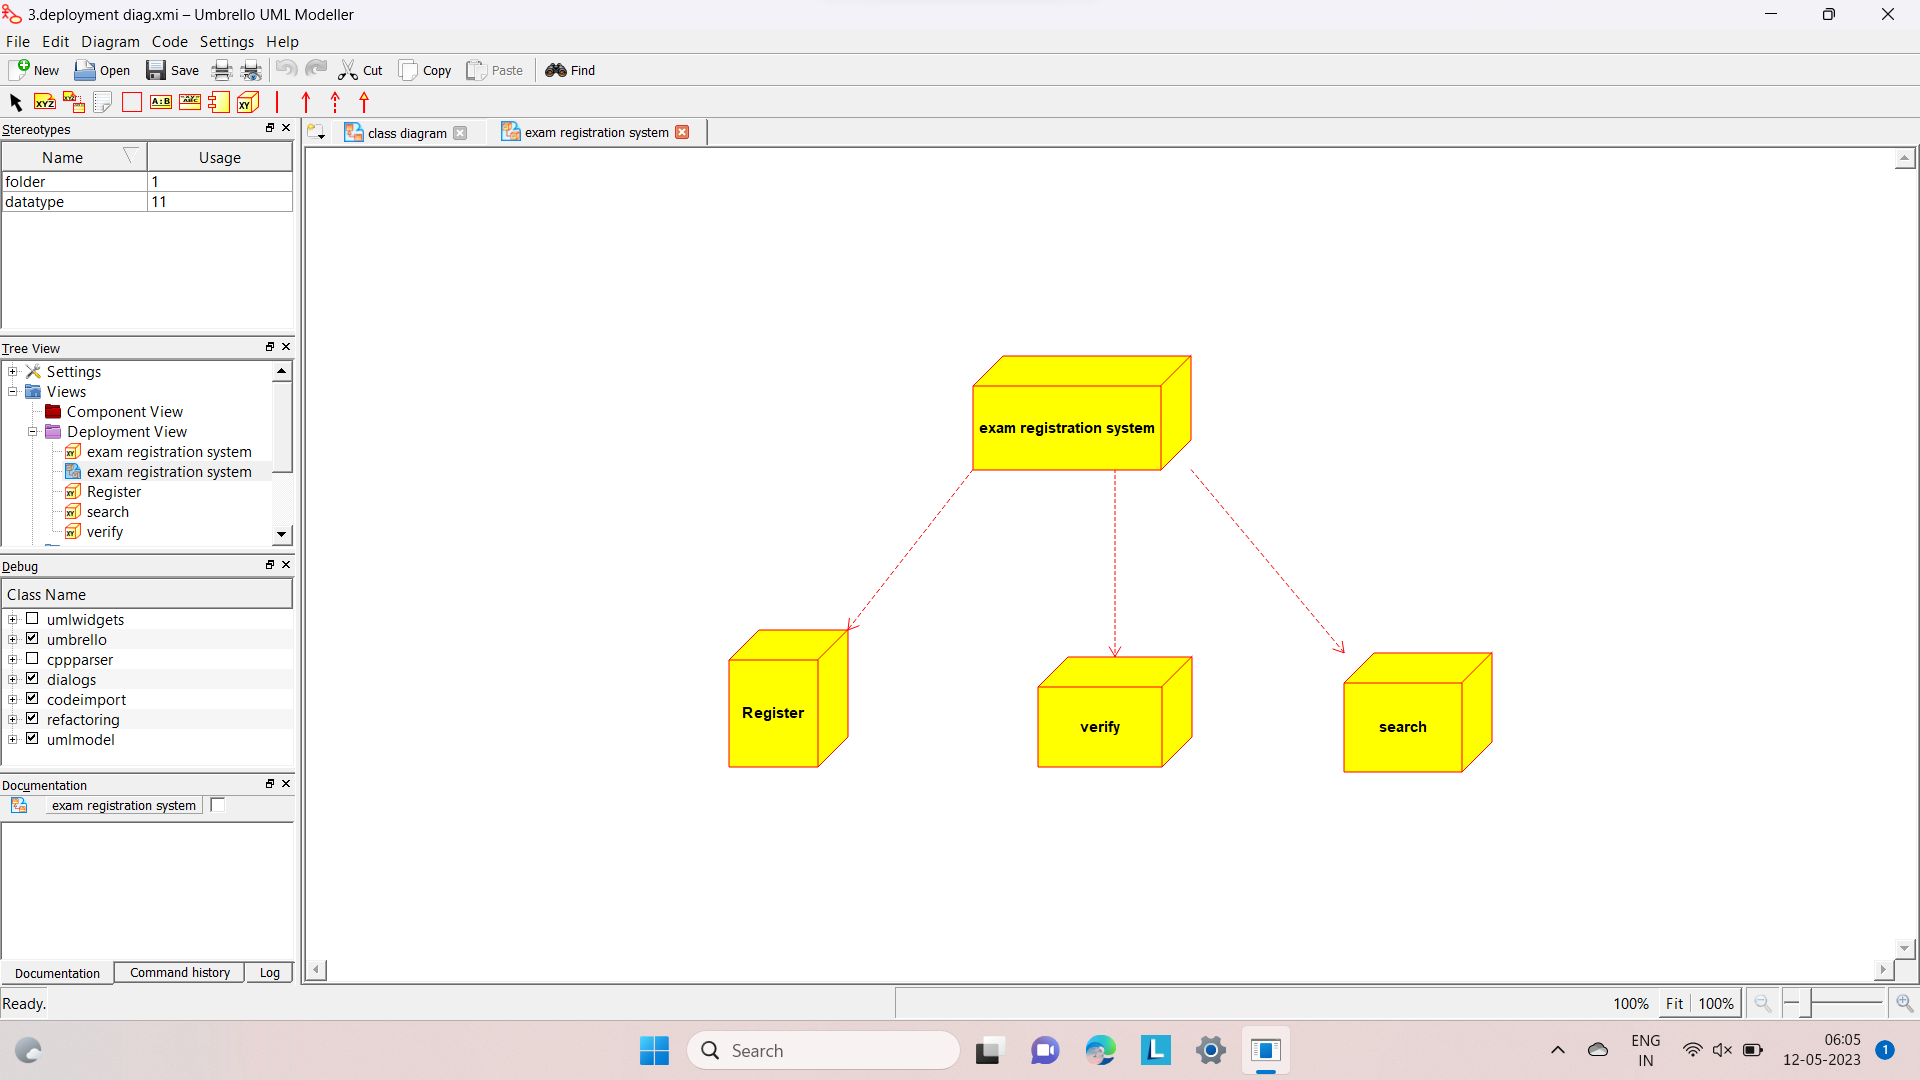 3.deployment diag.xmi – Umbrello UML Modeller
File Edit Diagram Code Settings Help
New Open Save Cut Copy Paste Find
XYZ XYZ A:B ABC XY
Stereotypes
class diagram exam registration system
Name Usage
folder 1
datatype 11
Tree View
Settings
Views
Component View
Deployment View
exam registration system
exam registration system
Register
search
verify
Debug
Class Name
umlwidgets
umbrello
cppparser
dialogs
codeimport
refactoring
umlmodel
Documentation
exam registration system
Documentation Command history Log
exam registration system
Register
verify
search
Ready.
100% Fit 100%
Search
L
ENG
IN
06:05
12-05-2023
1